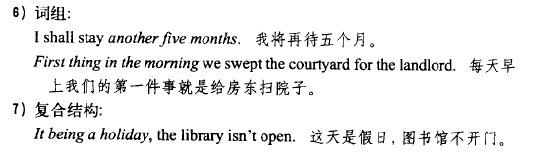 6）词组:
I shall stay another five months. 我将再待五个月。
First thing in the morning we swept the courtyard for the landlord. 每天早
上我们的第一件事就是给房东扫院子。
7）复合结构:
It being a holiday, the library isn't open. 这天是假日，图书馆不开门。